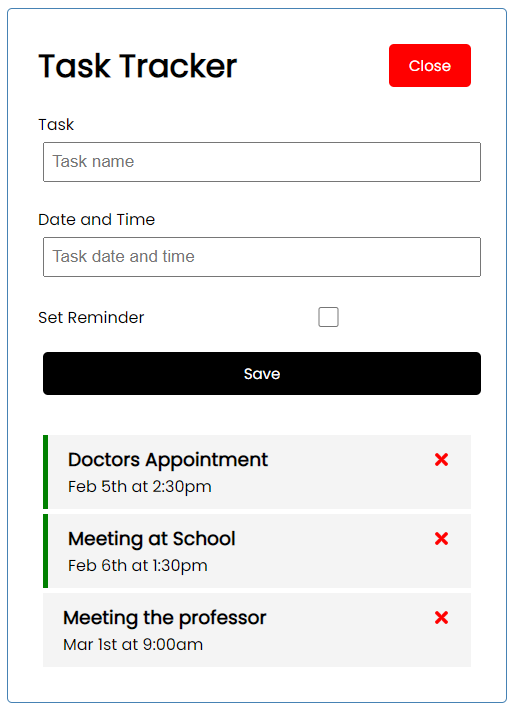 Task Tracker
Close
Task
Task name
Date and Time
Task date and time
Set Reminder
Save
Doctors Appointment
Feb 5th at 2:30pm
Meeting at School
Feb 6th at 1:30pm
Meeting the professor
Mar 1st at 9:00am